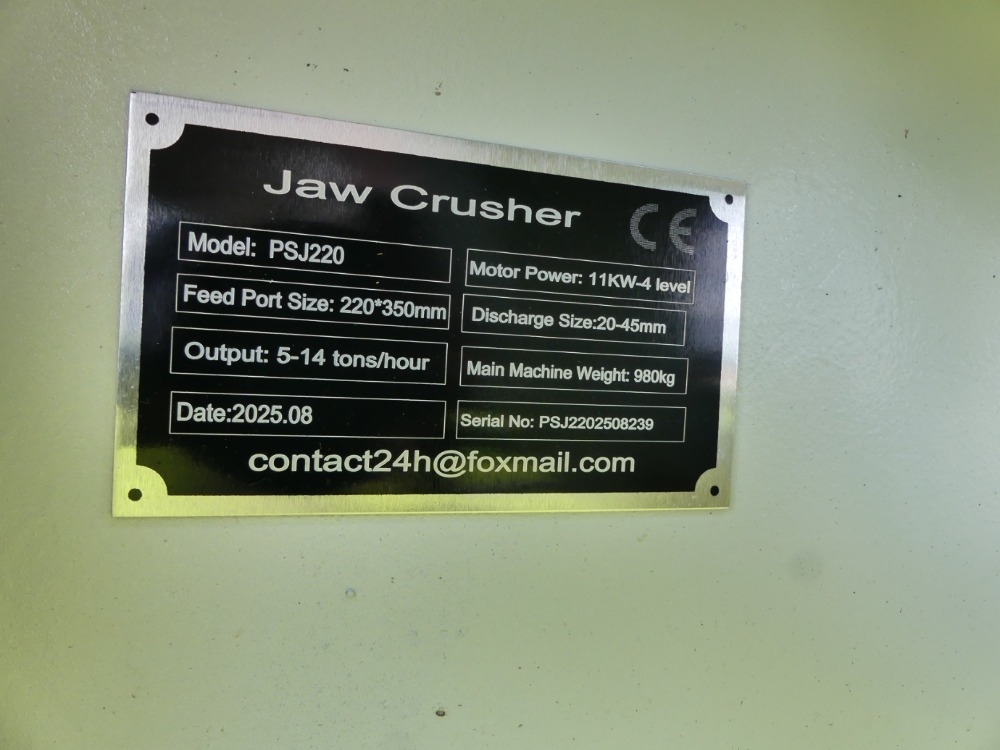 Jaw Crusher
CE
Model: PSJ220
Motor Power: 11KW-4 level
Feed Port Size: 220*350mm
Discharge Size:20-45mm
Output: 5-14 tons/hour
Main Machine Weight: 980kg
Date:2025.08
Serial No: PSJ2202508239
contact24h@foxmail.com